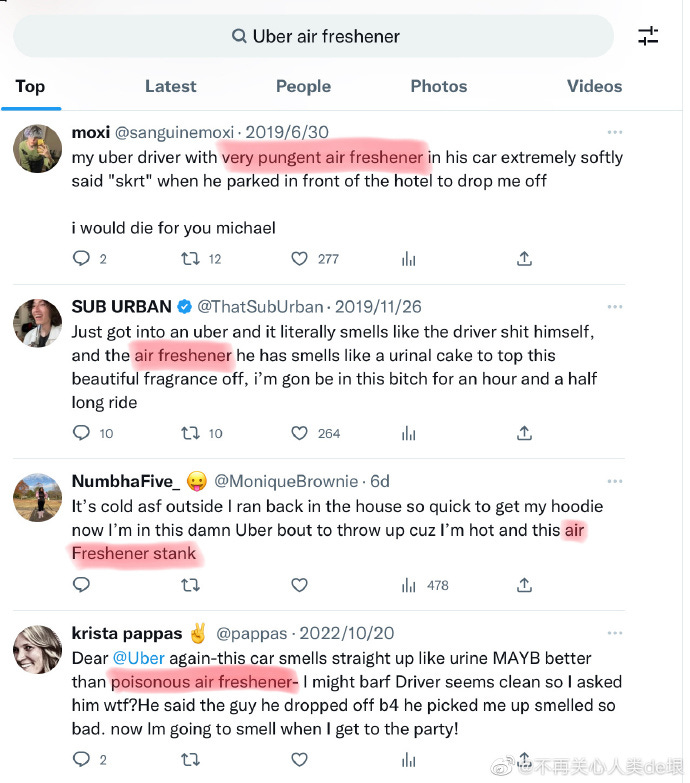 Uber air freshener
Top Latest People Photos Videos
moxi @sanguinemoxi · 2019/6/30
my uber driver with very pungent air freshener in his car extremely softly
said "skrt" when he parked in front of the hotel to drop me off
i would die for you michael
2 12 277
SUB URBAN @ThatSubUrban · 2019/11/26
Just got into an uber and it literally smells like the driver shit himself,
and the air freshener he has smells like a urinal cake to top this
beautiful fragrance off, i'm gon be in this bitch for an hour and a half
long ride
10 10 264
NumbhaFive_ 😛 @MoniqueBrownie · 6d
It's cold asf outside I ran back in the house so quick to get my hoodie
now I'm in this damn Uber bout to throw up cuz I'm hot and this air
Freshener stank
478
krista pappas ✌️ @pappas · 2022/10/20
Dear @Uber again-this car smells straight up like urine MAYB better
than poisonous air freshener- I might barf Driver seems clean so I asked
him wtf?He said the guy he dropped off b4 he picked me up smelled so
bad. now Im going to smell when I get to the party!
2
@不再关心人类de垠